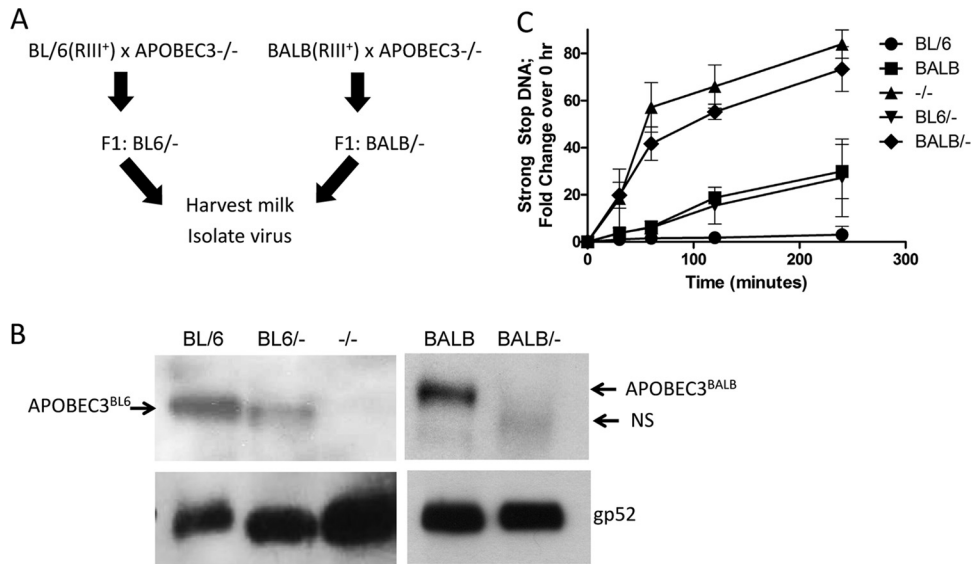 A
BL/6(RIII⁺) x APOBEC3-/-
BALB(RIII⁺) x APOBEC3-/-
F1: BL6/-
F1: BALB/-
Harvest milk
Isolate virus
B
BL/6 BL6/- -/-
BALB BALB/-
APOBEC3ᴮᴸ⁶
APOBEC3ᴮᴬᴸᴮ
NS
gp52
C
Strong Stop DNA;
Fold Change over 0 hr
80
60
40
20
0
0 100 200 300
Time (minutes)
BL/6
BALB
-/-
BL6/-
BALB/-